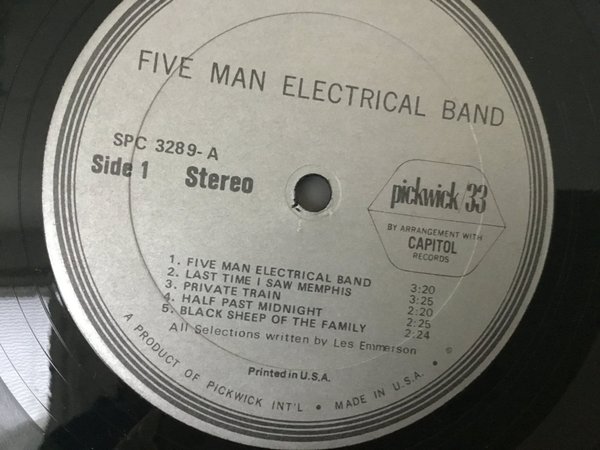 FIVE MAN ELECTRICAL BAND
SPC 3289-A
Side 1 Stereo
pickwick/33
BY ARRANGEMENT WITH
CAPITOL
RECORDS
1. FIVE MAN ELECTRICAL BAND 3:20
2. LAST TIME I SAW MEMPHIS 3:25
3. PRIVATE TRAIN 2:20
4. HALF PAST MIDNIGHT 2:25
5. BLACK SHEEP OF THE FAMILY 2:24
All Selections written by Les Emmerson
Printed in U.S.A.
A PRODUCT OF PICKWICK INT'L • MADE IN U.S.A. • ©